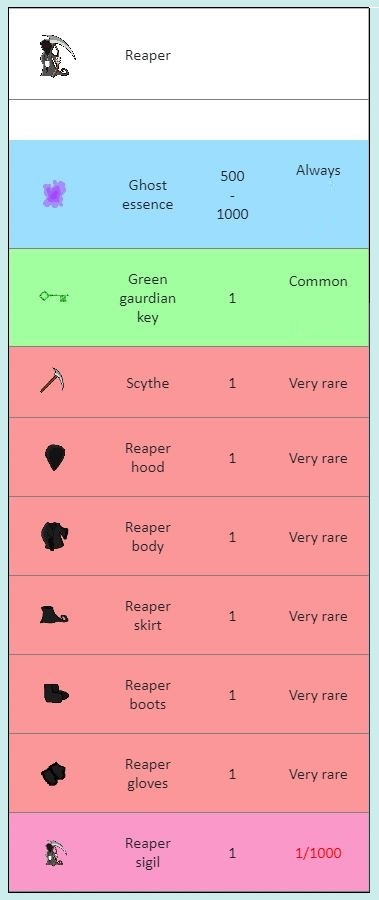 Reaper
Ghost
essence
500
-
1000
Always
Green
gaurdian
key
1
Common
Scythe
1
Very rare
Reaper
hood
1
Very rare
Reaper
body
1
Very rare
Reaper
skirt
1
Very rare
Reaper
boots
1
Very rare
Reaper
gloves
1
Very rare
Reaper
sigil
1
1/1000